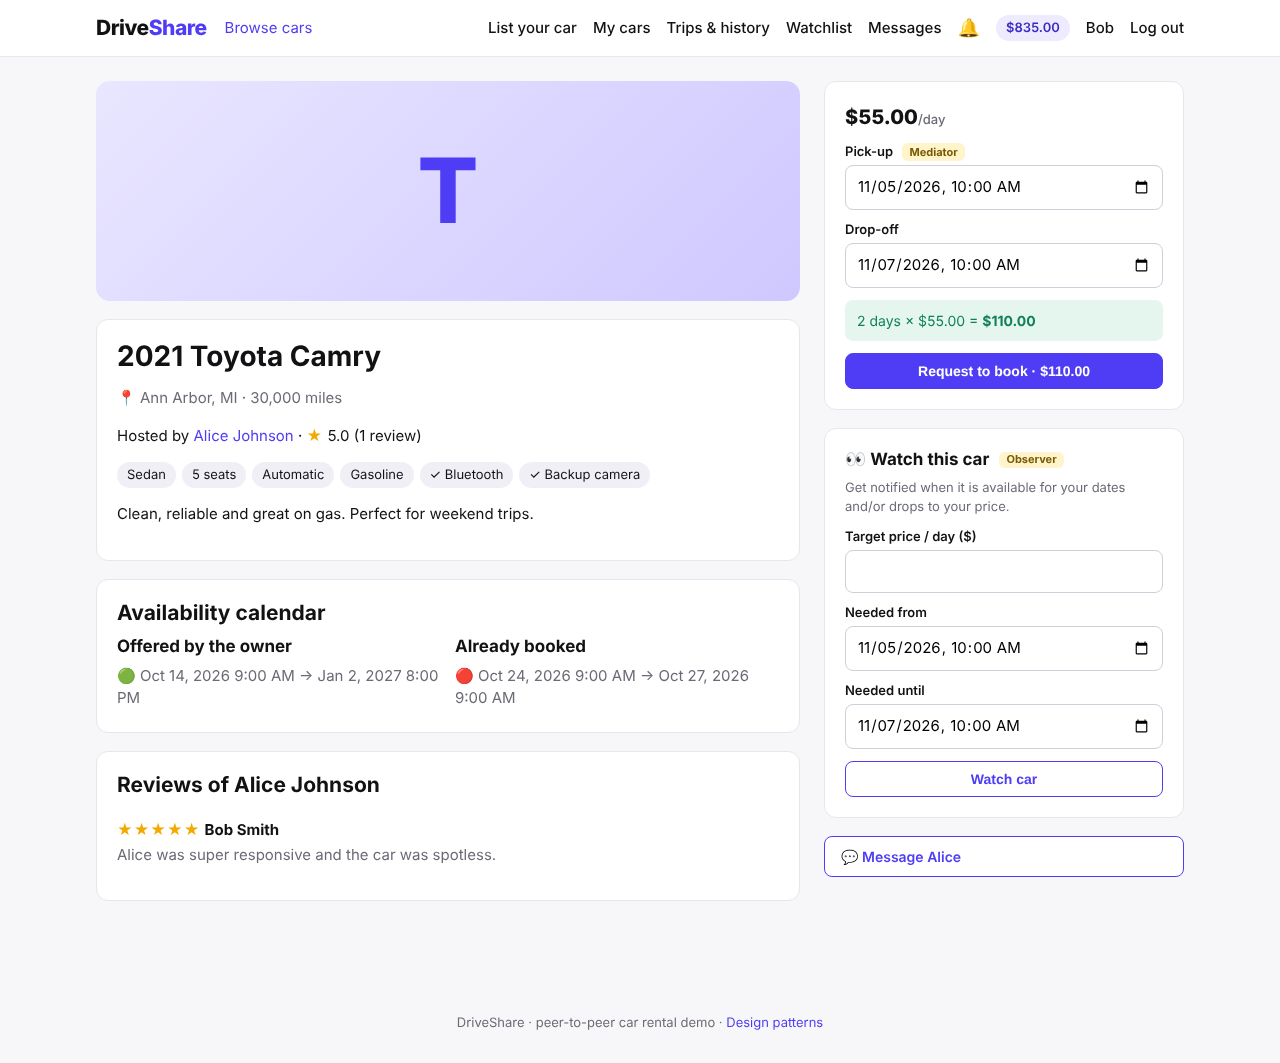 DriveShare Browse cars List your car My cars Trips & history Watchlist Messages 🔔 $835.00 Bob Log out
T
2021 Toyota Camry
📍 Ann Arbor, MI · 30,000 miles
Hosted by Alice Johnson · ★ 5.0 (1 review)
Sedan 5 seats Automatic Gasoline ✓ Bluetooth ✓ Backup camera
Clean, reliable and great on gas. Perfect for weekend trips.
Availability calendar
Offered by the owner
🟢 Oct 14, 2026 9:00 AM → Jan 2, 2027 8:00
PM
Already booked
🔴 Oct 24, 2026 9:00 AM → Oct 27, 2026
9:00 AM
Reviews of Alice Johnson
★★★★★ Bob Smith
Alice was super responsive and the car was spotless.
$55.00/day
Pick-up Mediator
11/05/2026, 10:00 AM
Drop-off
11/07/2026, 10:00 AM
2 days × $55.00 = $110.00
Request to book · $110.00
👀 Watch this car Observer
Get notified when it is available for your dates
and/or drops to your price.
Target price / day ($)
Needed from
11/05/2026, 10:00 AM
Needed until
11/07/2026, 10:00 AM
Watch car
💬 Message Alice
DriveShare · peer-to-peer car rental demo · Design patterns